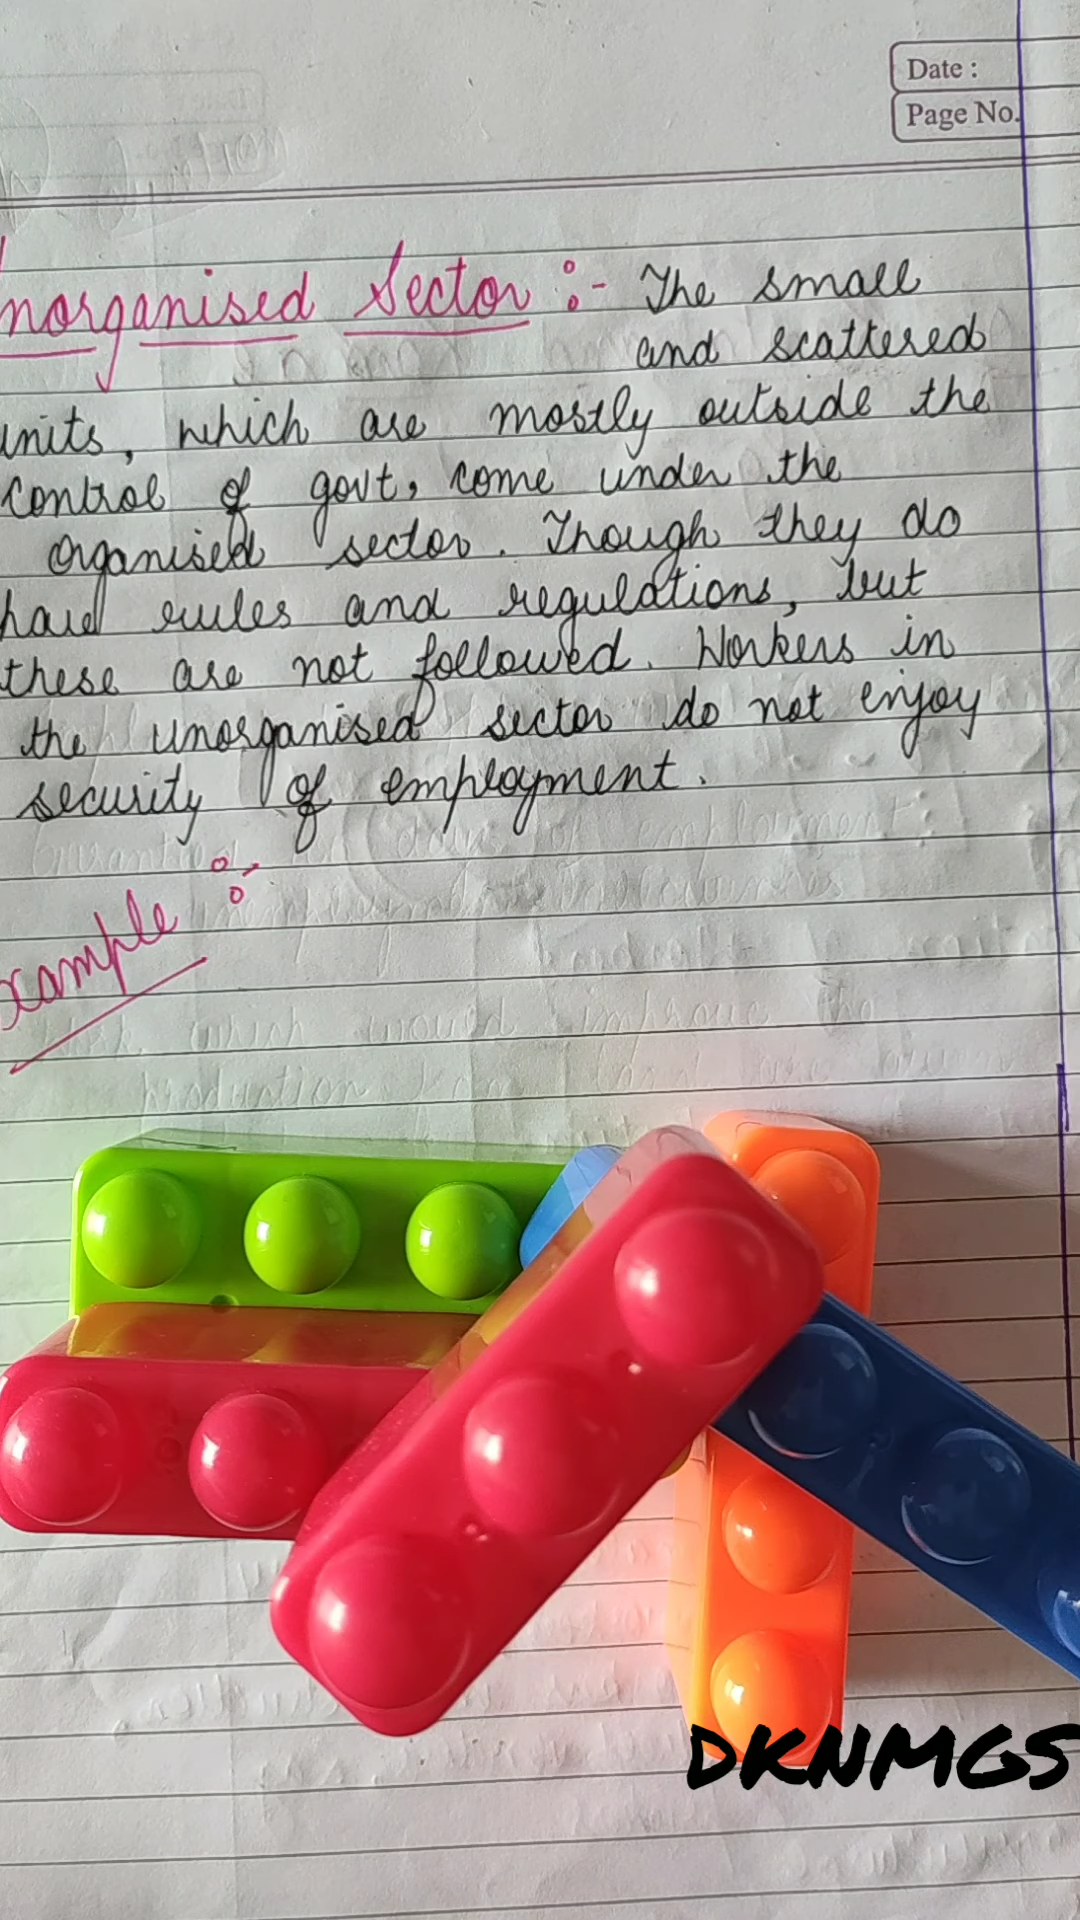 Date :
Page No.
norganised Sector :- The small
and scattered
units, which are mostly outside the
control of govt, come under the
organised sector. Though they do
have rules and regulations, but
these are not followed. Workers in
the unorganised sector do not enjoy
security of employment.
xample :-
DKNMGS